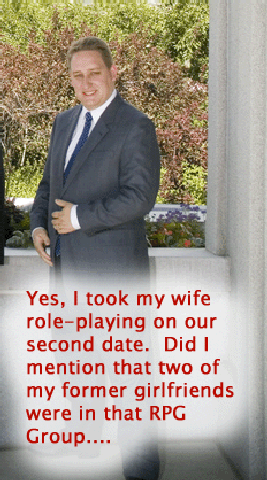 Yes, I took my wife
role-playing on our
second date.  Did I
mention that two of
my former girlfriends
were in that RPG
Group....